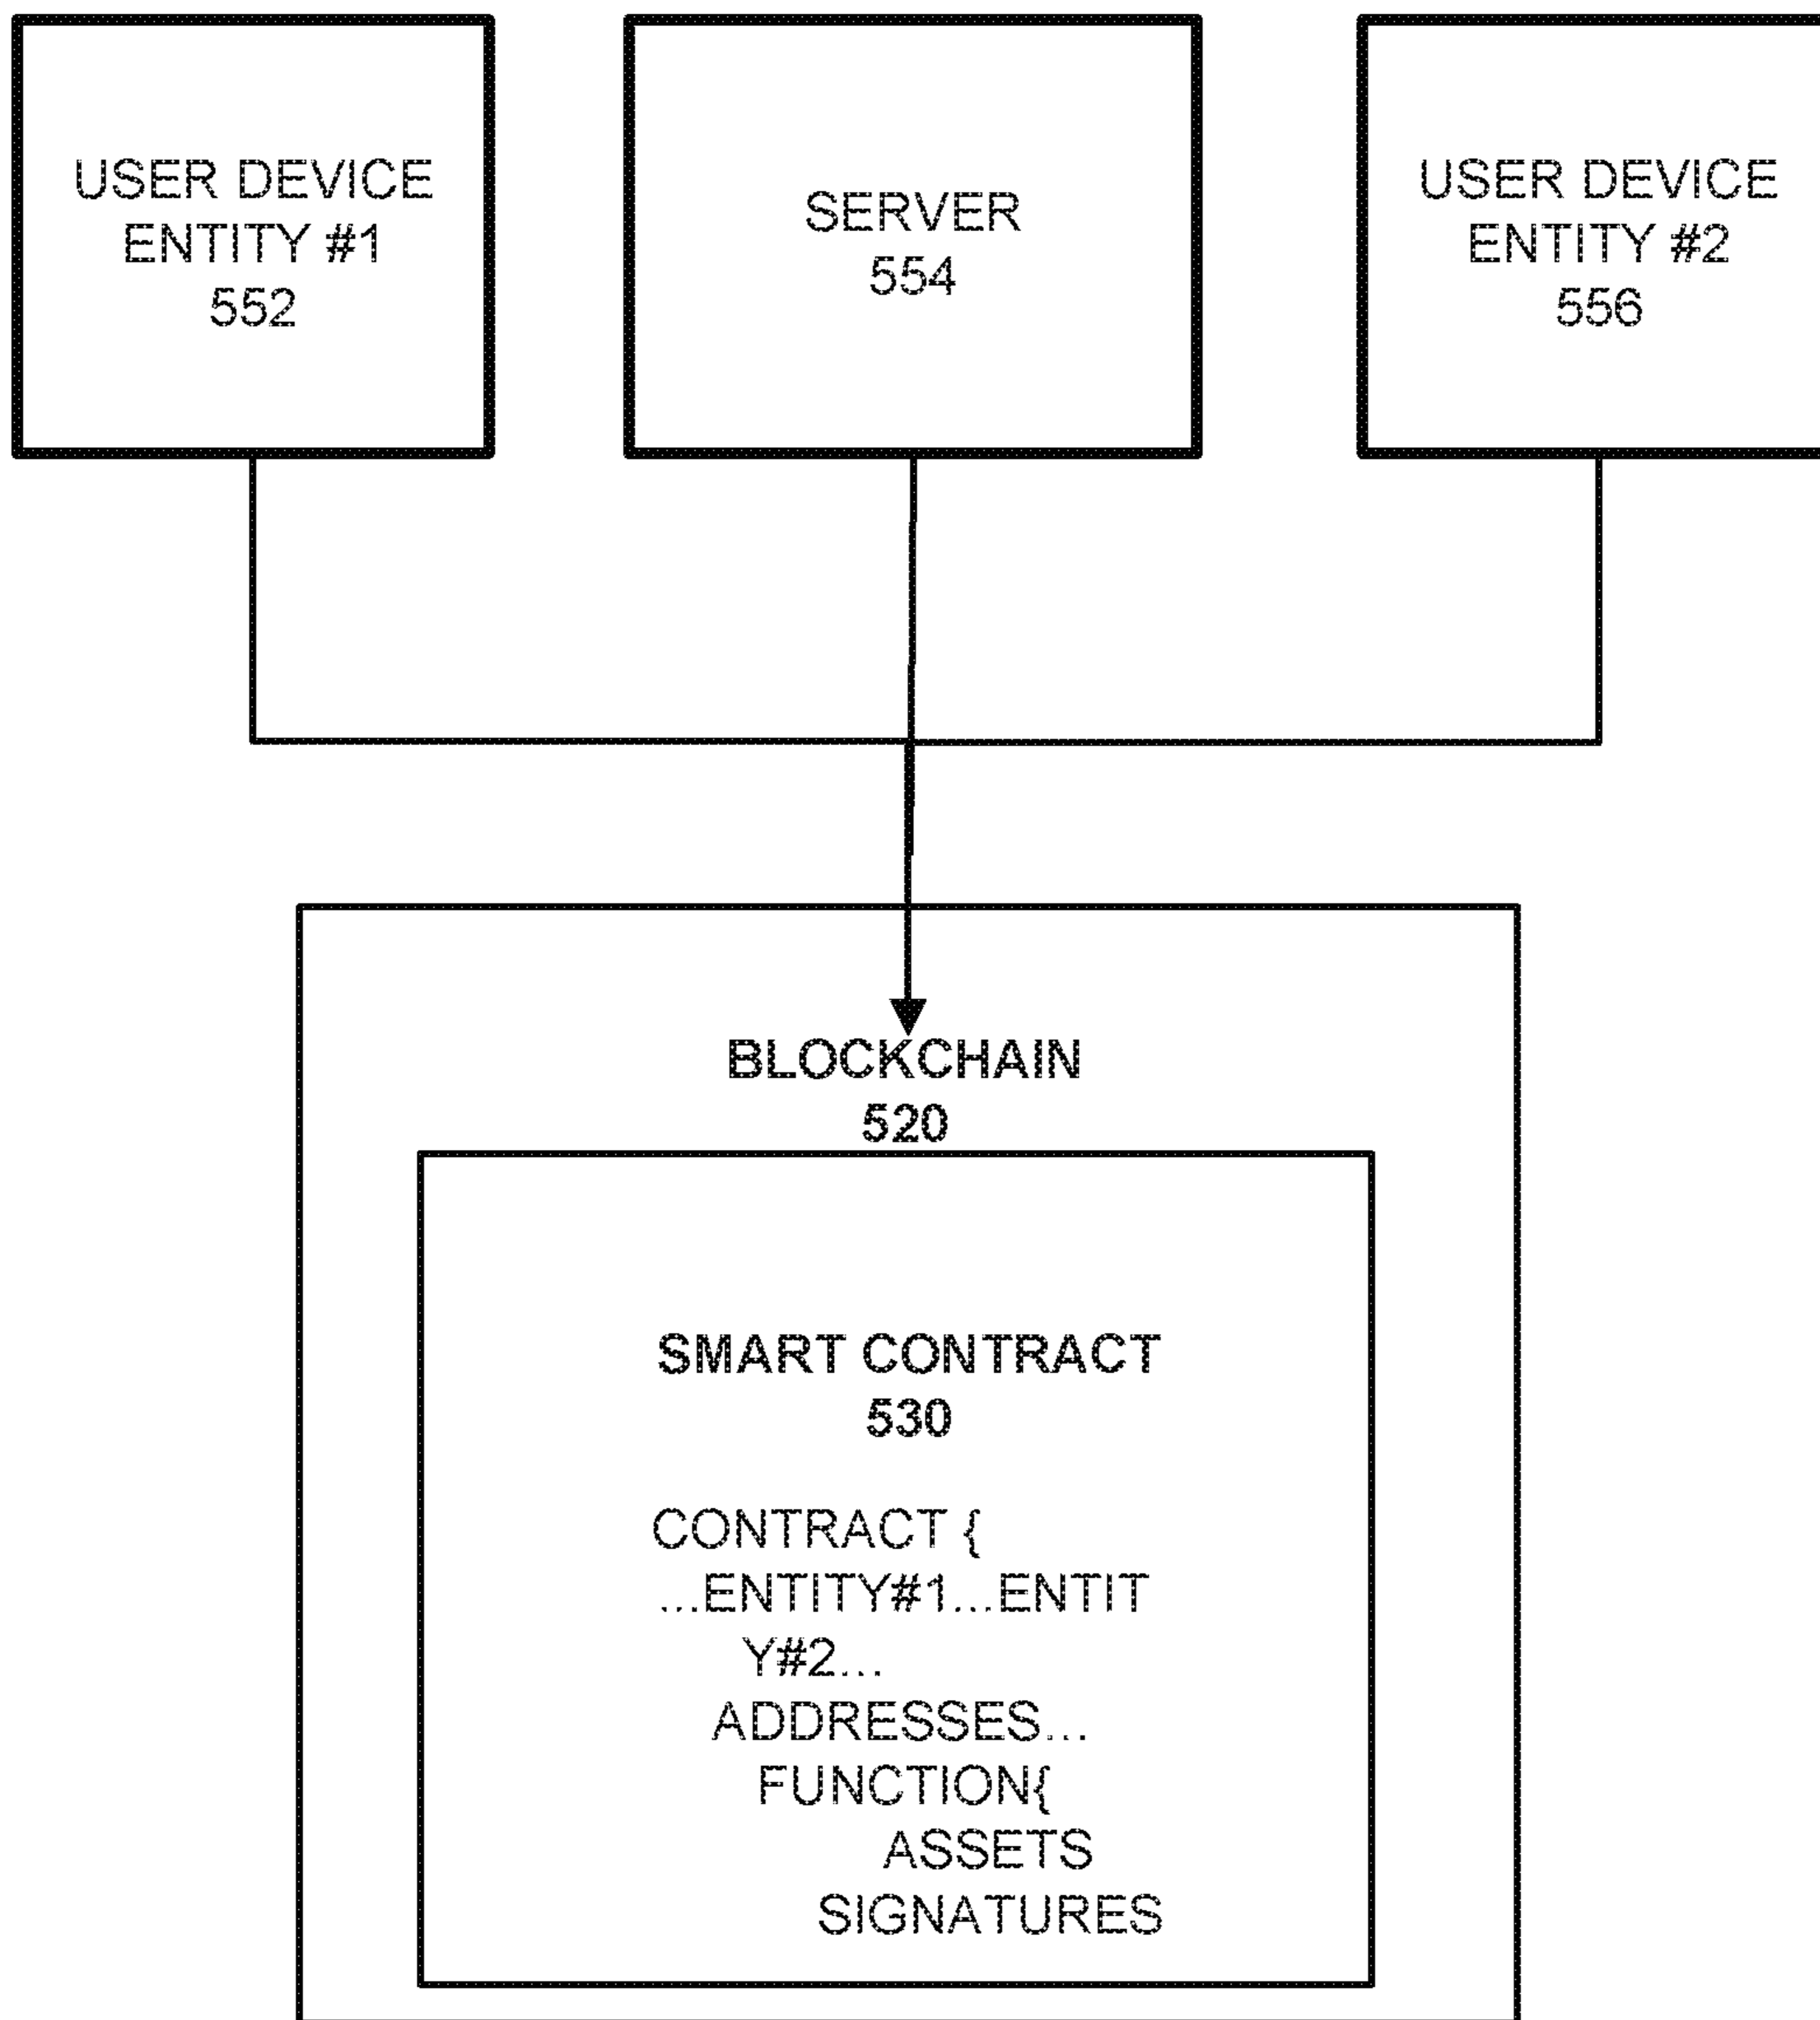 USER DEVICE
ENTITY #1
552
SERVER
554
USER DEVICE
ENTITY #2
556
BLOCKCHAIN
520
SMART CONTRACT
530
CONTRACT {
...ENTITY#1...ENTIT
Y#2...
ADDRESSES...
FUNCTION{
ASSETS
SIGNATURES